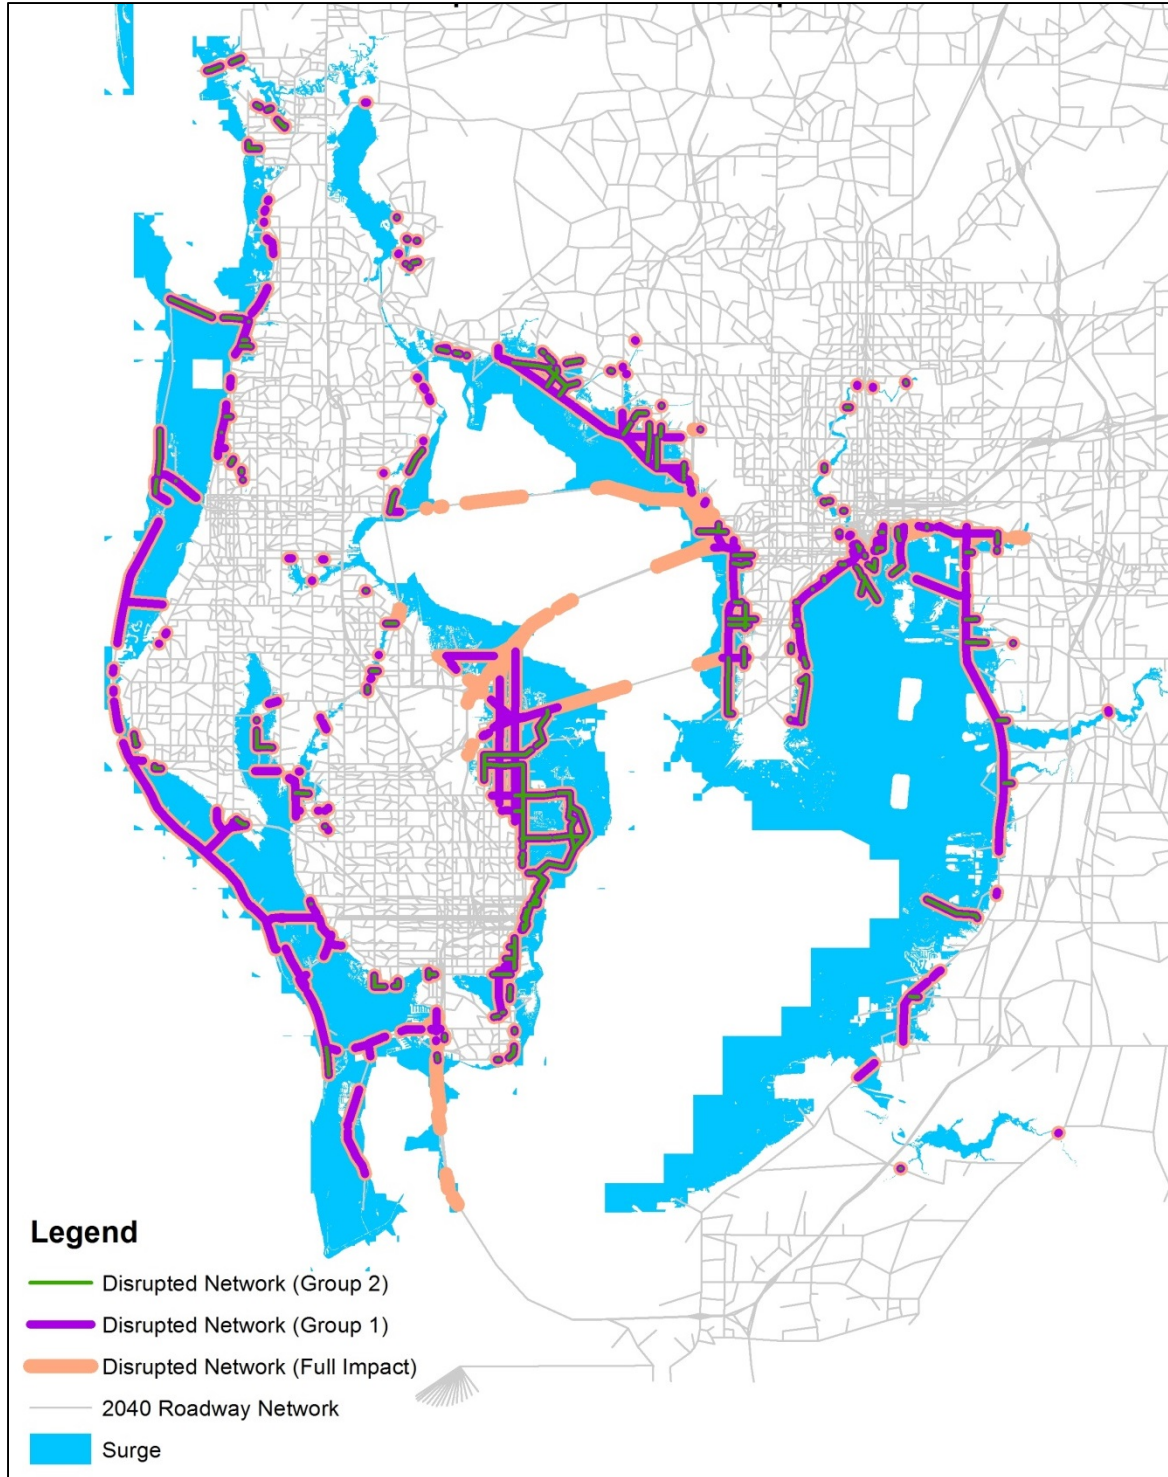 Legend
Disrupted Network (Group 2)
Disrupted Network (Group 1)
Disrupted Network (Full Impact)
2040 Roadway Network
Surge